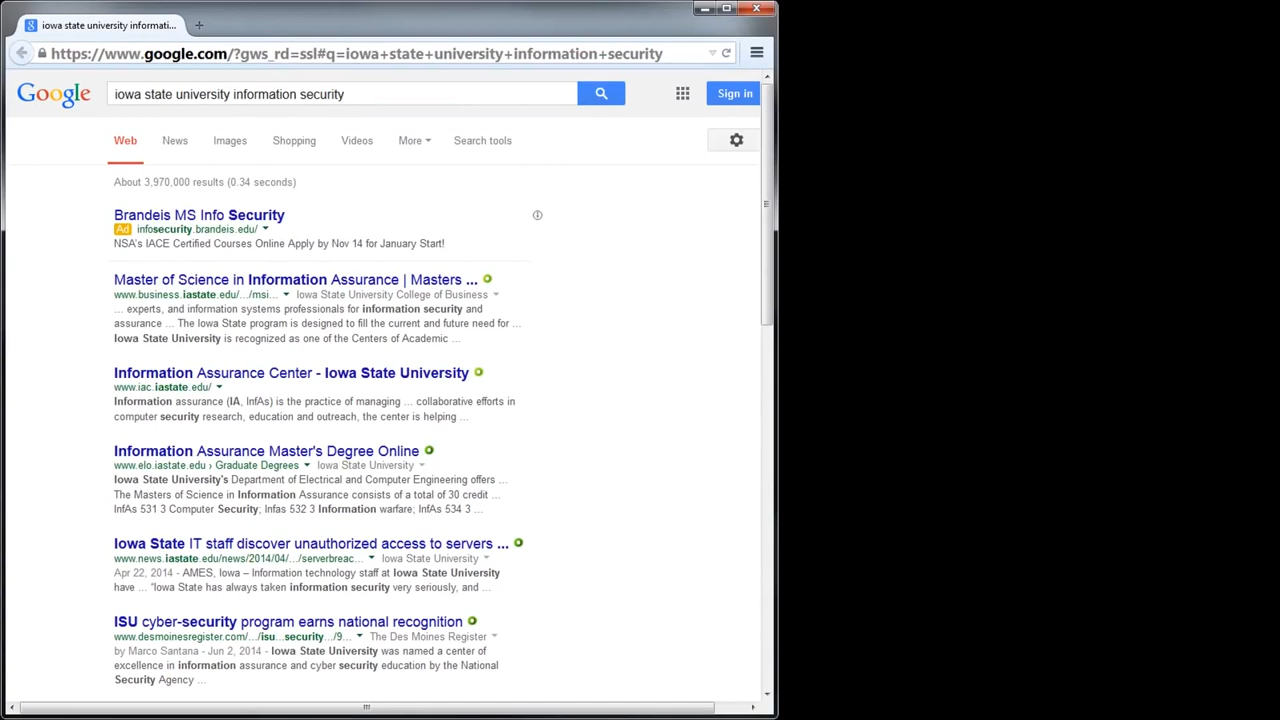 iowa state university informati...
https://www.google.com/?gws_rd=ssl#q=iowa+state+university+information+security
Google
iowa state university information security
Sign in
Web News Images Shopping Videos More Search tools
About 3,970,000 results (0.34 seconds)
Brandeis MS Info Security
Ad infosecurity.brandeis.edu/
NSA's IACE Certified Courses Online Apply by Nov 14 for January Start!
Master of Science in Information Assurance | Masters ...
www.business.iastate.edu/.../msi... Iowa State University College of Business
... experts, and information systems professionals for information security and
assurance ... The Iowa State program is designed to fill the current and future need for ...
Iowa State University is recognized as one of the Centers of Academic ...
Information Assurance Center - Iowa State University
www.iac.iastate.edu/
Information assurance (IA, InfAs) is the practice of managing ... collaborative efforts in
computer security research, education and outreach, the center is helping ...
Information Assurance Master's Degree Online
www.elo.iastate.edu › Graduate Degrees Iowa State University
Iowa State University's Department of Electrical and Computer Engineering offers ...
The Masters of Science in Information Assurance consists of a total of 30 credit ...
InfAs 531 3 Computer Security; Infas 532 3 Information warfare; InfAs 534 3 ...
Iowa State IT staff discover unauthorized access to servers ...
www.news.iastate.edu/news/2014/04/.../serverbreac... Iowa State University
Apr 22, 2014 - AMES, Iowa – Information technology staff at Iowa State University
have ... "Iowa State has always taken information security very seriously, and ...
ISU cyber-security program earns national recognition
www.desmoinesregister.com/.../isu...security.../9... The Des Moines Register
by Marco Santana - Jun 2, 2014 - Iowa State University was named a center of
excellence in information assurance and cyber security education by the National
Security Agency ...